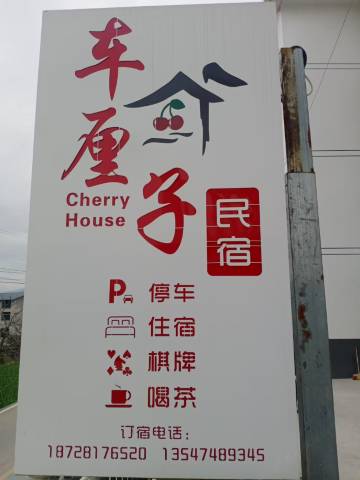 车厘子
Cherry
House
民宿
P 停车
住宿
棋牌
喝茶
订宿电话：
18728176520 13547489345